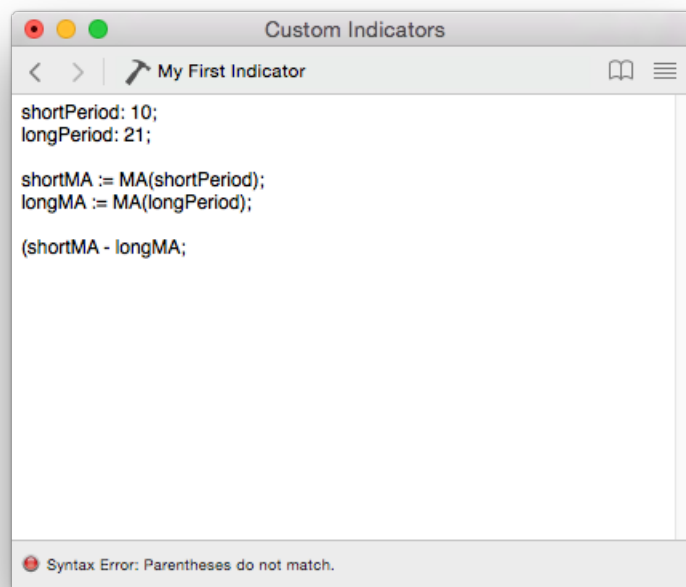 Custom Indicators
My First Indicator
shortPeriod: 10;
longPeriod: 21;
shortMA := MA(shortPeriod);
longMA := MA(longPeriod);
(shortMA - longMA;
Syntax Error: Parentheses do not match.